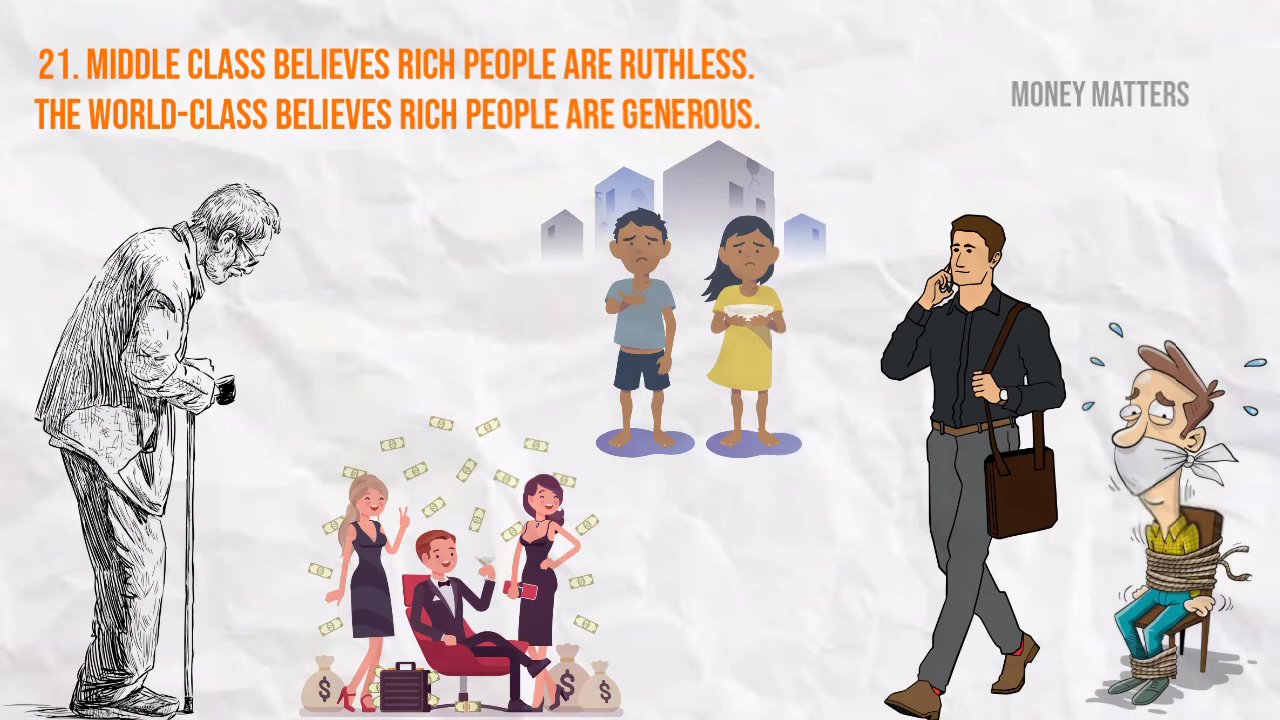 21. MIDDLE CLASS BELIEVES RICH PEOPLE ARE RUTHLESS.
THE WORLD-CLASS BELIEVES RICH PEOPLE ARE GENEROUS.
MONEY MATTERS
$
$
$